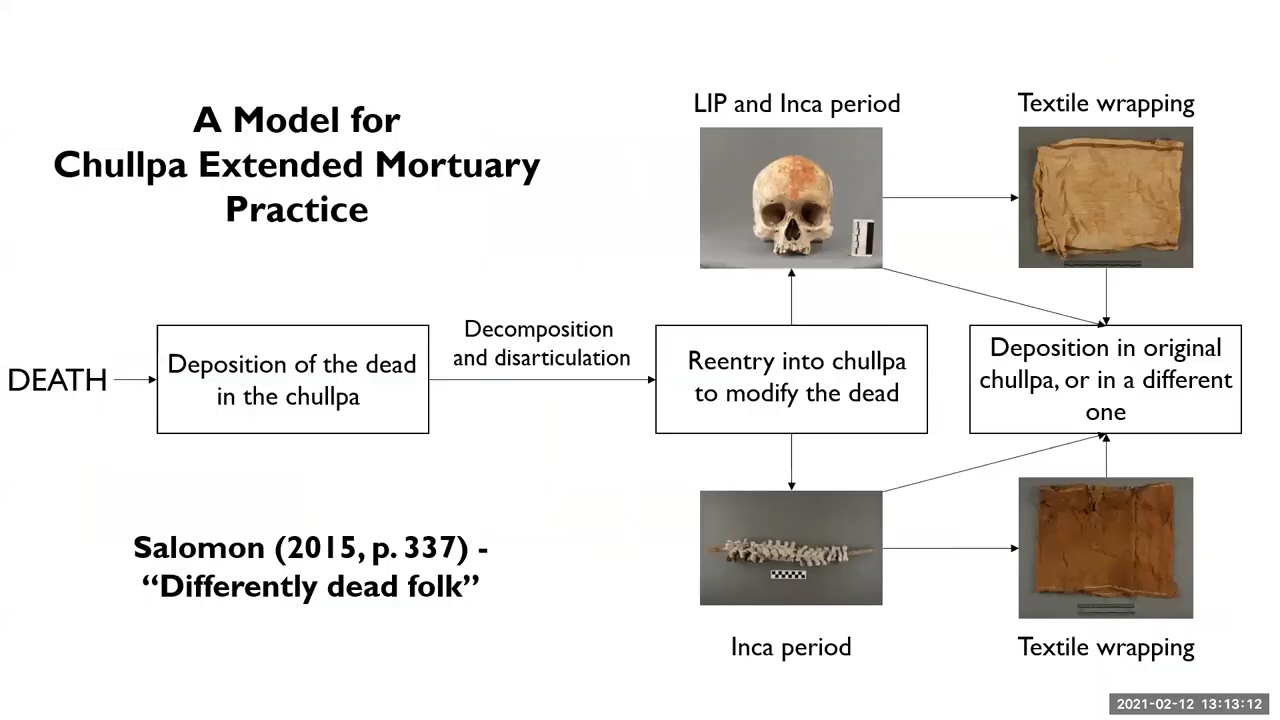 A Model for
Chullpa Extended Mortuary
Practice
LIP and Inca period
Textile wrapping
DEATH
Deposition of the dead
in the chullpa
Decomposition
and disarticulation
Reentry into chullpa
to modify the dead
Deposition in original
chullpa, or in a different
one
Salomon (2015, p. 337) -
“Differently dead folk”
Inca period
Textile wrapping
2021-02-12 13:13:12